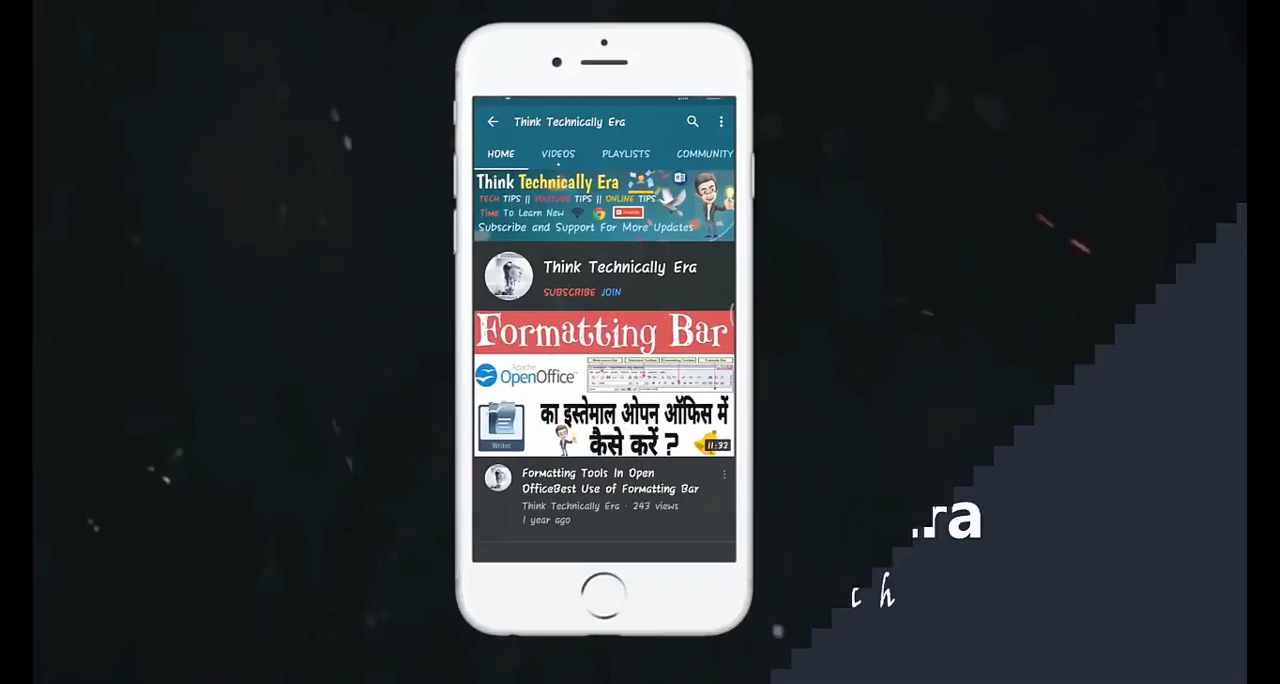 Think Technically Era
HOME VIDEOS PLAYLISTS COMMUNITY
Think Technically Era
TECH TIPS || YOUTUBE TIPS || ONLINE TIPS
Time To Learn New
Subscribe and Support For More Updates
Think Technically Era
SUBSCRIBE JOIN
Formatting Bar
Apache
OpenOffice
का इस्तेमाल ओपन ऑफिस में
कैसे करें ?
Writer
11:32
Formatting Tools In Open
OfficeBest Use of Formatting Bar
Think Technically Era · 243 views
1 year ago
ra
ch